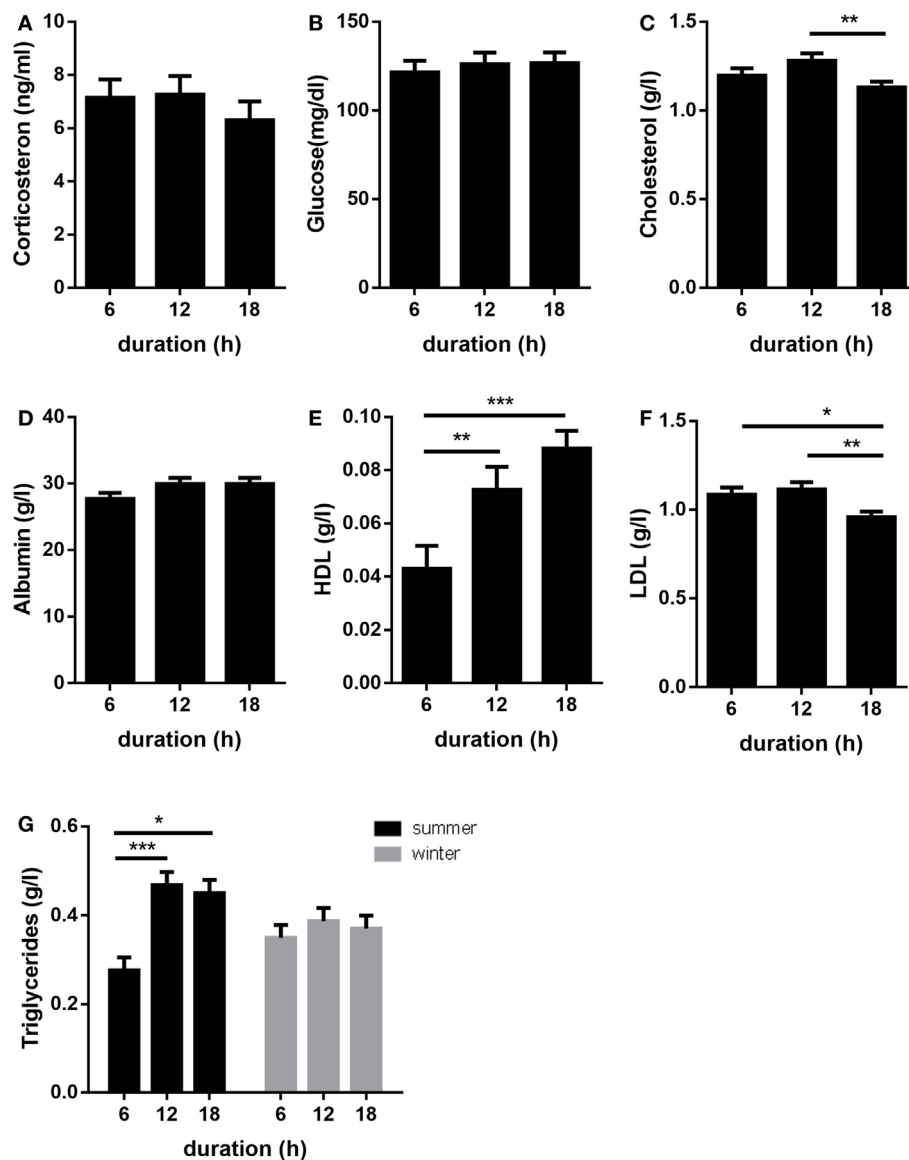 A
Corticosteron (ng/ml)
10
8
6
4
2
0
6 12 18
duration (h)
B
Glucose(mg/dl)
150
100
50
0
6 12 18
duration (h)
C
Cholesterol (g/l)
1.5
1.0
0.5
0.0
**
6 12 18
duration (h)
D
Albumin (g/l)
40
30
20
10
0
6 12 18
duration (h)
E
HDL (g/l)
0.10
0.08
0.06
0.04
0.02
0.00
***
**
6 12 18
duration (h)
F
LDL (g/l)
1.5
1.0
0.5
0.0
*
**
6 12 18
duration (h)
G
Triglycerides (g/l)
0.6
0.4
0.2
0.0
*
***
6 12 18 6 12 18
duration (h)
summer
winter